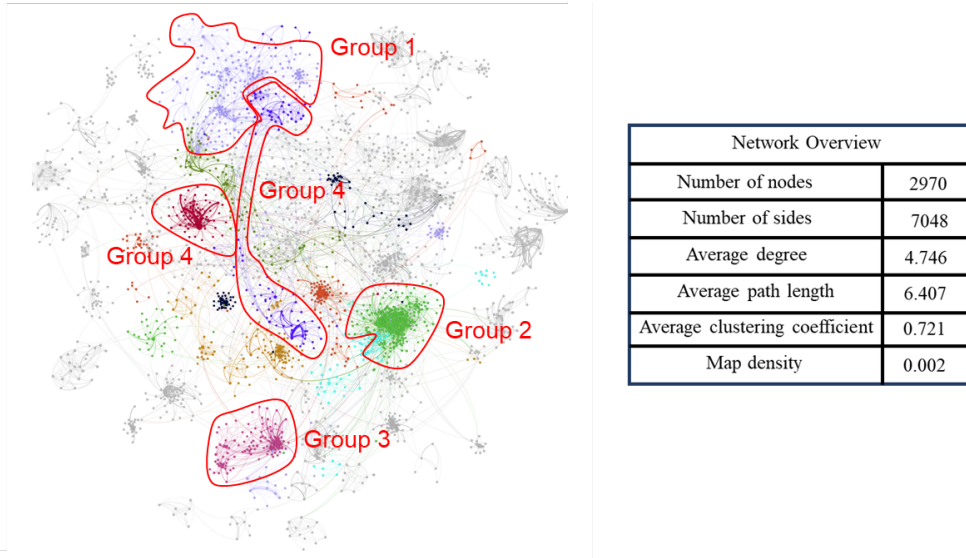 Group 1
Group 4
Group 4
Group 2
Group 3
Network Overview
Number of nodes 2970
Number of sides 7048
Average degree 4.746
Average path length 6.407
Average clustering coefficient 0.721
Map density 0.002